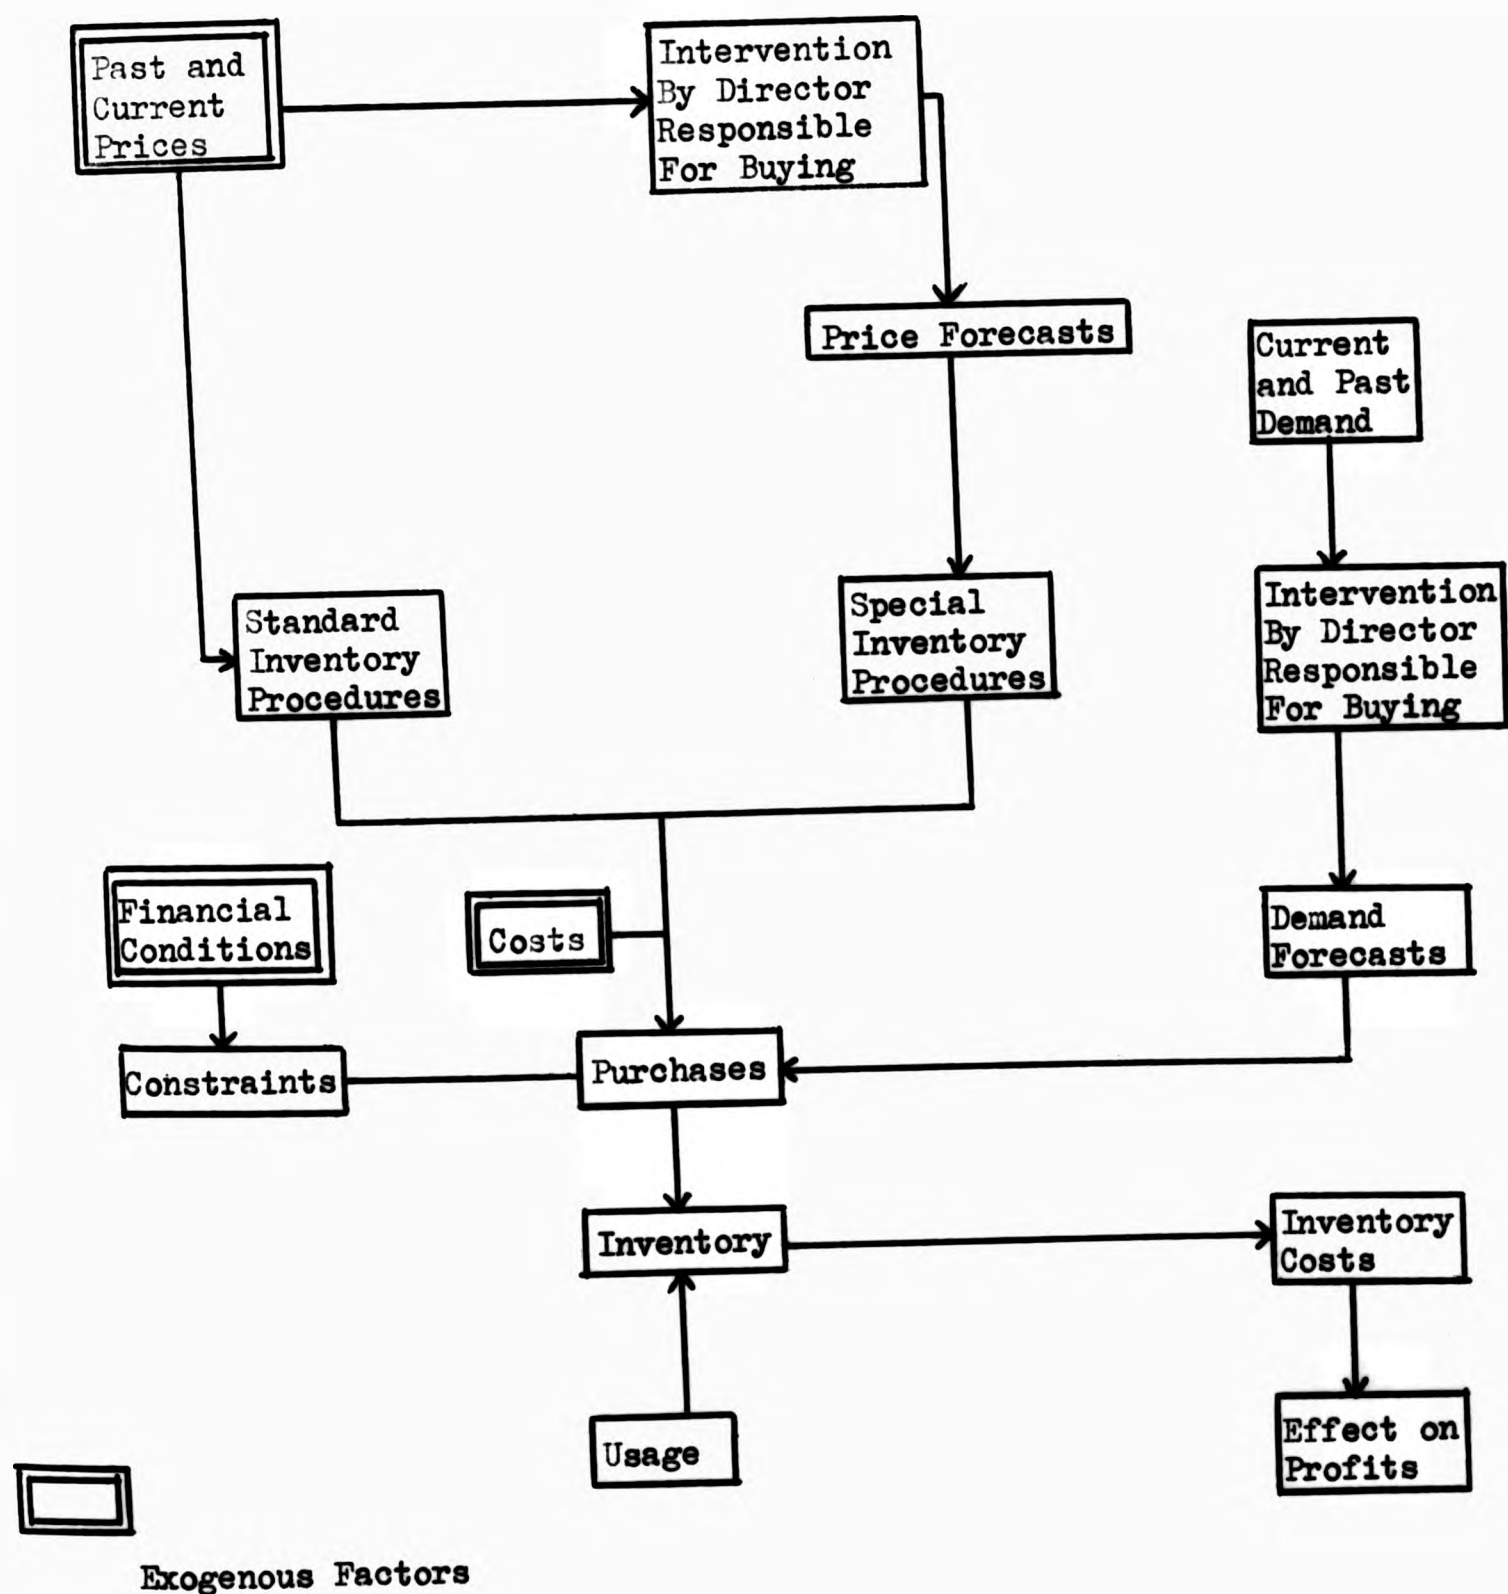 Past and
Current
Prices
Intervention
By Director
Responsible
For Buying
Price Forecasts
Current
and Past
Demand
Standard
Inventory
Procedures
Special
Inventory
Procedures
Intervention
By Director
Responsible
For Buying
Financial
Conditions
Costs
Demand
Forecasts
Constraints
Purchases
Inventory
Inventory
Costs
Usage
Effect on
Profits
Exogenous Factors